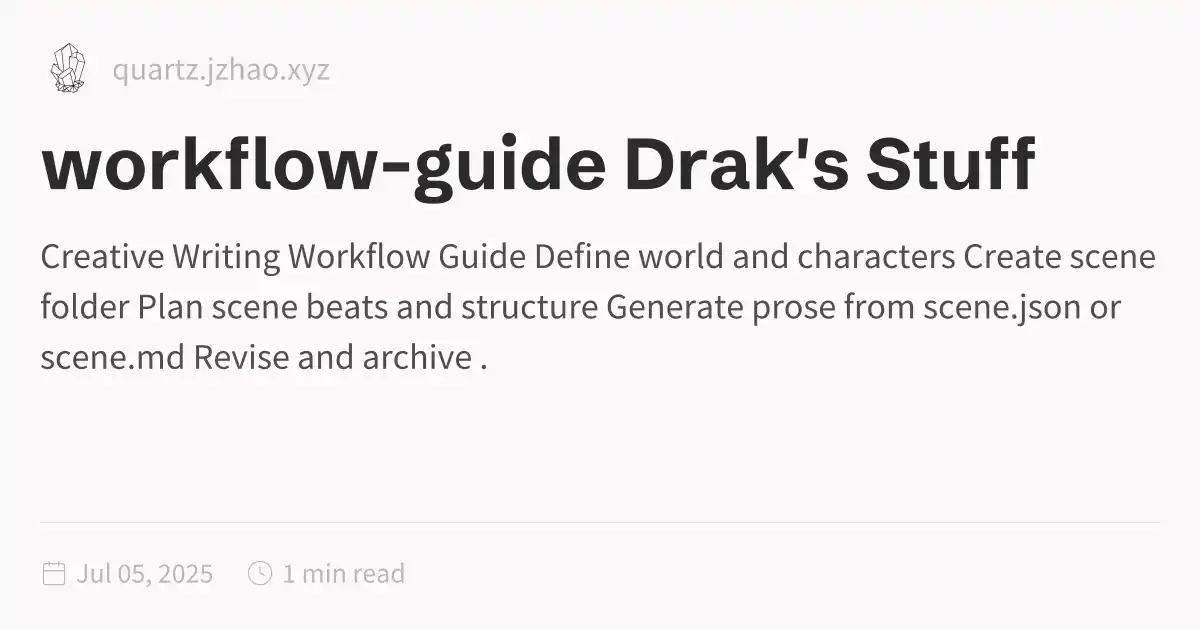 quartz.jzhao.xyz
workflow-guide Drak's Stuff
Creative Writing Workflow Guide Define world and characters Create scene
folder Plan scene beats and structure Generate prose from scene.json or
scene.md Revise and archive .
Jul 05, 2025 1 min read